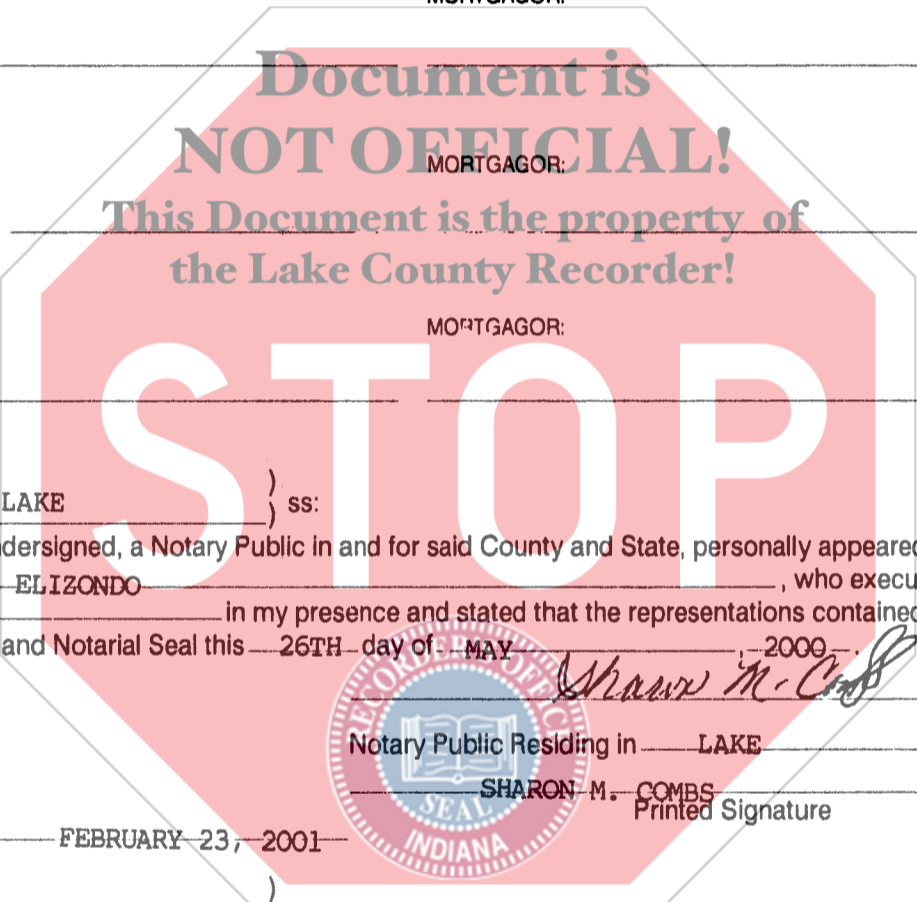 MORTGAGOR:
Document is
NOT OFFICIAL!
MORTGAGOR:
This Document is the property of
the Lake County Recorder!
MORTGAGOR:
STOP
LAKE ) ss:
)
dersigned, a Notary Public in and for said County and State, personally appeared
ELIZONDO , who execu
in my presence and stated that the representations contained
and Notarial Seal this 26TH day of MAY , 2000 .
Sharon M. Combs
Notary Public Residing in LAKE
SHARON M. COMBS
Printed Signature
FEBRUARY 23, 2001
)
RECORDER OFFICE
SEAL
INDIANA